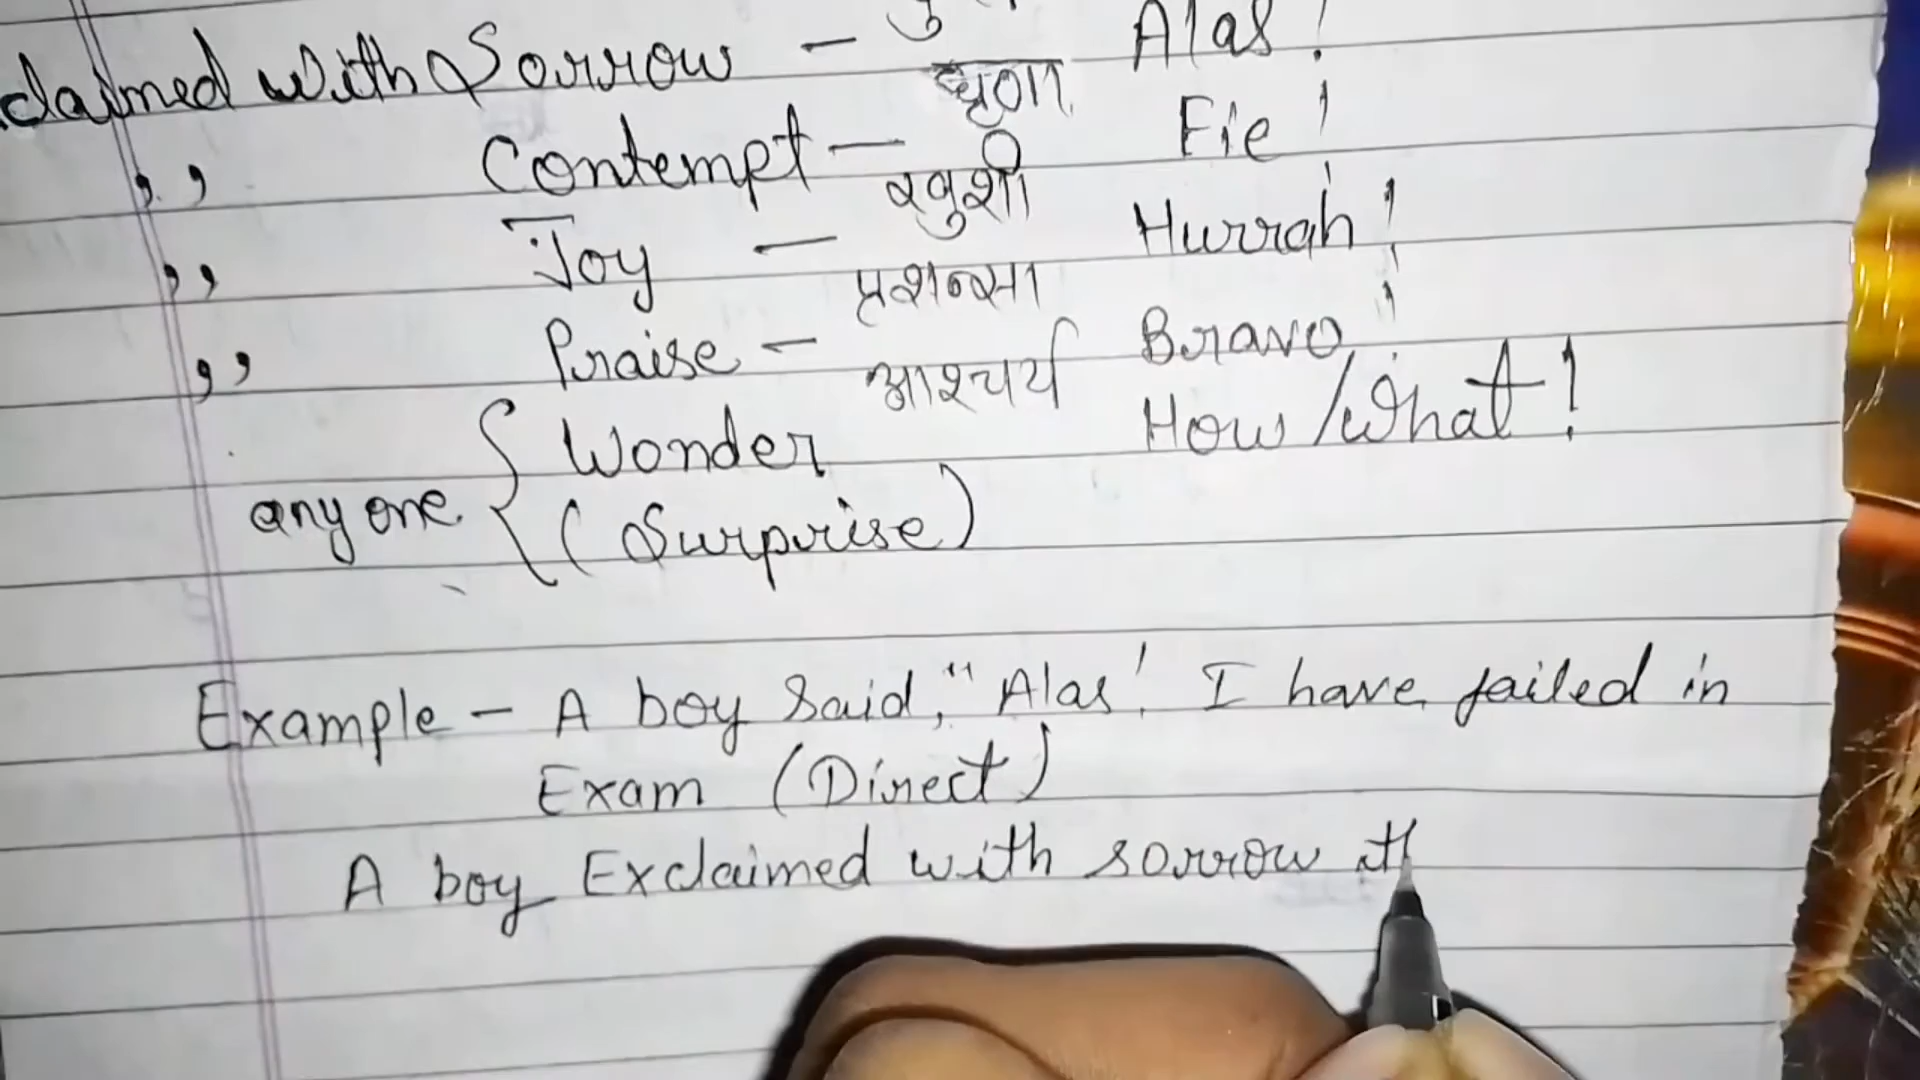 claimed with Sorrow - Alas!
,, Contempt — घृणा Fie!
,, Joy — खुशी Hurrah!
,, Praise - प्रशन्सा Bravo!
any one { Wonder आश्चर्य How/What!
(Surprise)
Example - A boy said, " Alas! I have failed in
Exam (Direct)
A boy Exclaimed with sorrow th